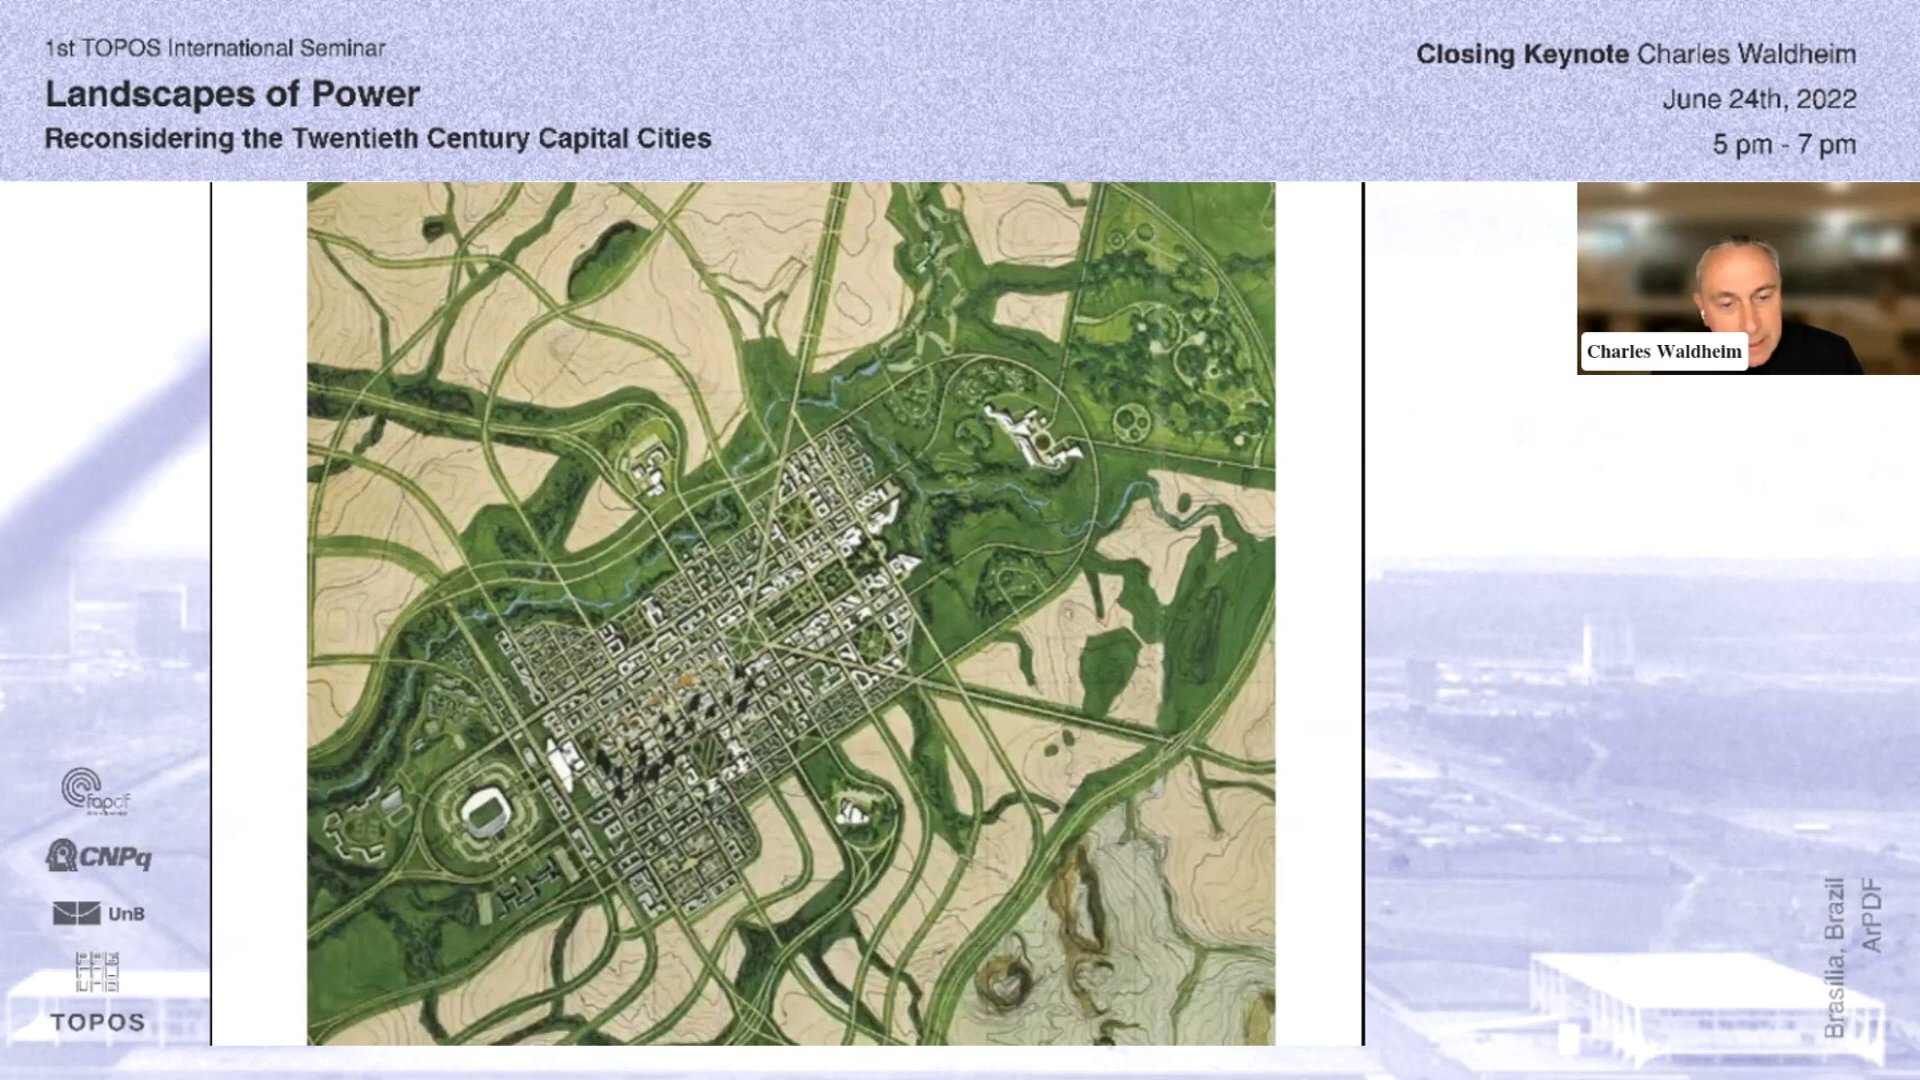 1st TOPOS International Seminar
Landscapes of Power
Reconsidering the Twentieth Century Capital Cities
Closing Keynote Charles Waldheim
June 24th, 2022
5 pm - 7 pm
Charles Waldheim
fapdf
CNPq
UnB
TOPOS
Brasília, Brazil
ArPDF